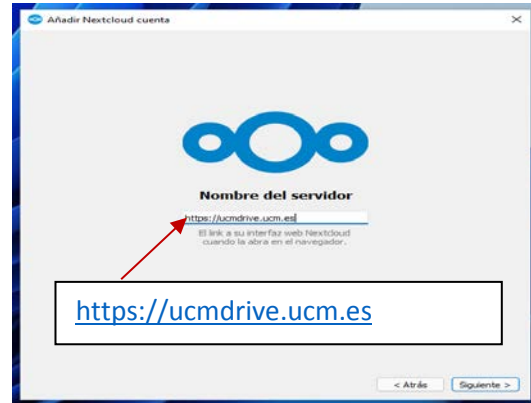 Añadir Nextcloud cuenta
Nombre del servidor
https://ucmdrive.ucm.es
El link a su interfaz web Nextcloud
cuando la abra en el navegador.
https://ucmdrive.ucm.es
< Atrás
Siguiente >